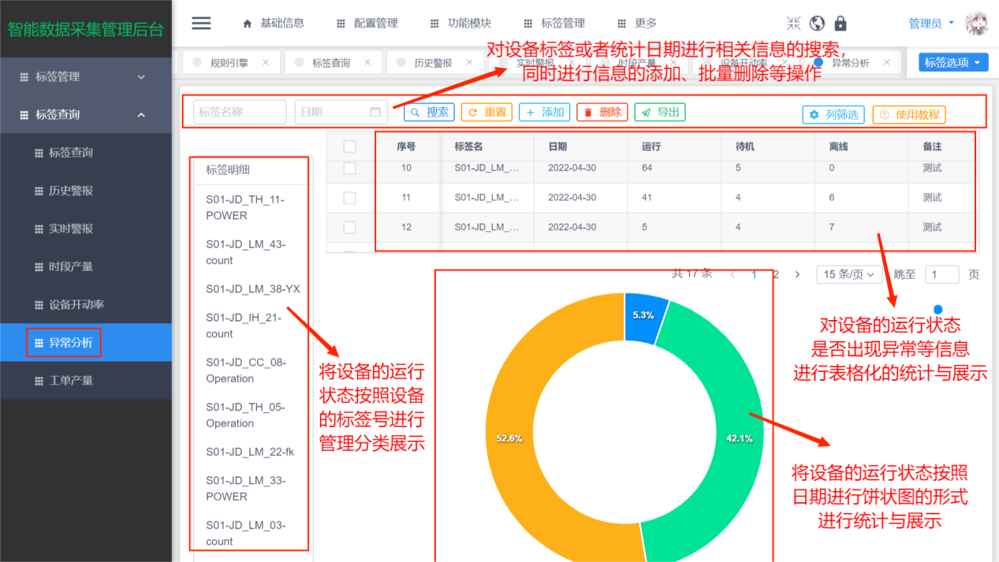 智能数据采集管理后台
基础信息
配置管理
功能模块
标签管理
更多
管理员
规则引擎
标签查询
历史警报
实时警报
时段产量
设备开动率
异常分析
标签选项
对设备标签或者统计日期进行相关信息的搜索，
同时进行信息的添加、批量删除等操作
标签管理
标签查询
标签查询
历史警报
实时警报
时段产量
设备开动率
异常分析
工单产量
标签名称
日期
搜索
重置
添加
删除
导出
列筛选
使用教程
序号 标签名 日期 运行 待机 离线 备注
10 S01-JD_LM_... 2022-04-30 64 5 0 测试
11 S01-JD_LM_... 2022-04-30 41 4 6 测试
12 S01-JD_LM_... 2022-04-30 5 4 7 测试
标签明细
S01-JD_TH_11-
POWER
S01-JD_LM_43-
count
S01-JD_LM_38-YX
S01-JD_IH_21-
count
S01-JD_CC_08-
Operation
S01-JD_TH_05-
Operation
S01-JD_LM_22-fk
S01-JD_LM_33-
POWER
S01-JD_LM_03-
count
共 17 条 < 1 2 > 15 条/页 跳至 1 页
将设备的运行
状态按照设备
的标签号进行
管理分类展示
5.3%
52.6%
42.1%
对设备的运行状态
是否出现异常等信息
进行表格化的统计与展示
将设备的运行状态按照
日期进行饼状图的形式
进行统计与展示